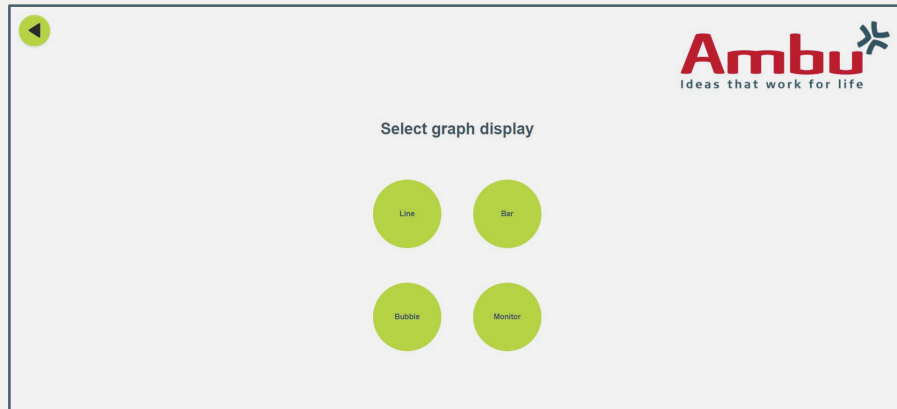 Ambu
Ideas that work for life
Select graph display
Line
Bar
Bubble
Monitor